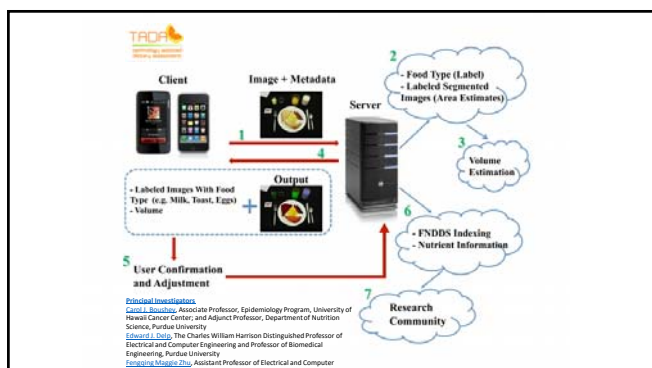 TADA
technology assisted
dietary assessment
Client
Image + Metadata
Server
1
4
2
- Food Type (Label)
- Labeled Segmented
Images (Area Estimates)
3
Volume
Estimation
- Labeled Images With Food
Type (e.g. Milk, Toast, Eggs)
- Volume
+
Output
6
- FNDDS Indexing
- Nutrient Information
5
User Confirmation
and Adjustment
7
Research
Community
Principal Investigators
Carol J. Boushey, Associate Professor, Epidemiology Program, University of
Hawaii Cancer Center; and Adjunct Professor, Department of Nutrition
Science, Purdue University
Edward J. Delp, The Charles William Harrison Distinguished Professor of
Electrical and Computer Engineering and Professor of Biomedical
Engineering, Purdue University
Fengqing Maggie Zhu, Assistant Professor of Electrical and Computer